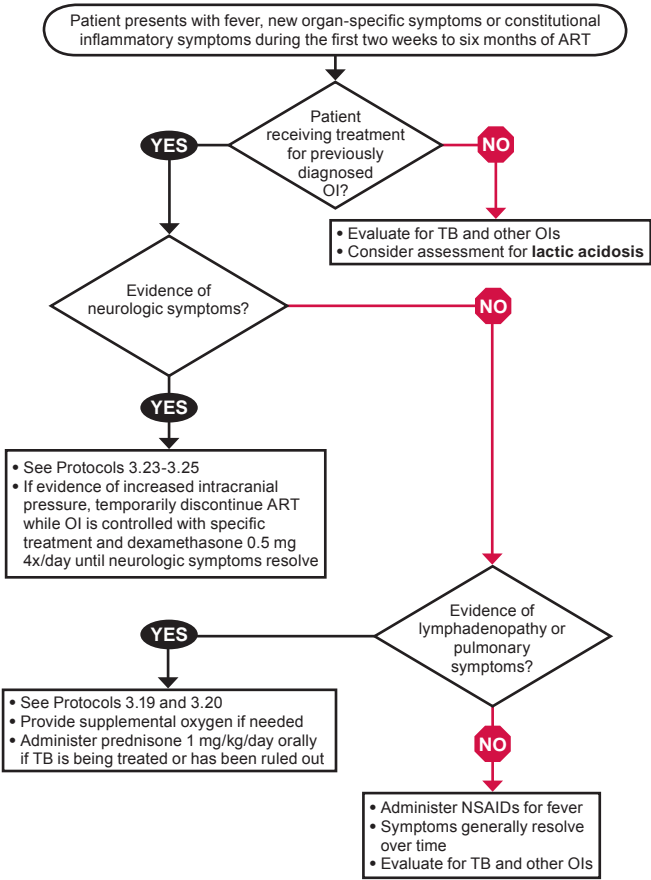 Patient presents with fever, new organ-specific symptoms or constitutional
inflammatory symptoms during the first two weeks to six months of ART
Patient
receiving treatment
for previously
diagnosed
OI?
YES
NO
• Evaluate for TB and other OIs
• Consider assessment for lactic acidosis
Evidence of
neurologic symptoms?
NO
YES
• See Protocols 3.23-3.25
• If evidence of increased intracranial
pressure, temporarily discontinue ART
while OI is controlled with specific
treatment and dexamethasone 0.5 mg
4x/day until neurologic symptoms resolve
Evidence of
lymphadenopathy or
pulmonary
symptoms?
YES
• See Protocols 3.19 and 3.20
• Provide supplemental oxygen if needed
• Administer prednisone 1 mg/kg/day orally
if TB is being treated or has been ruled out
NO
• Administer NSAIDs for fever
• Symptoms generally resolve
over time
• Evaluate for TB and other OIs